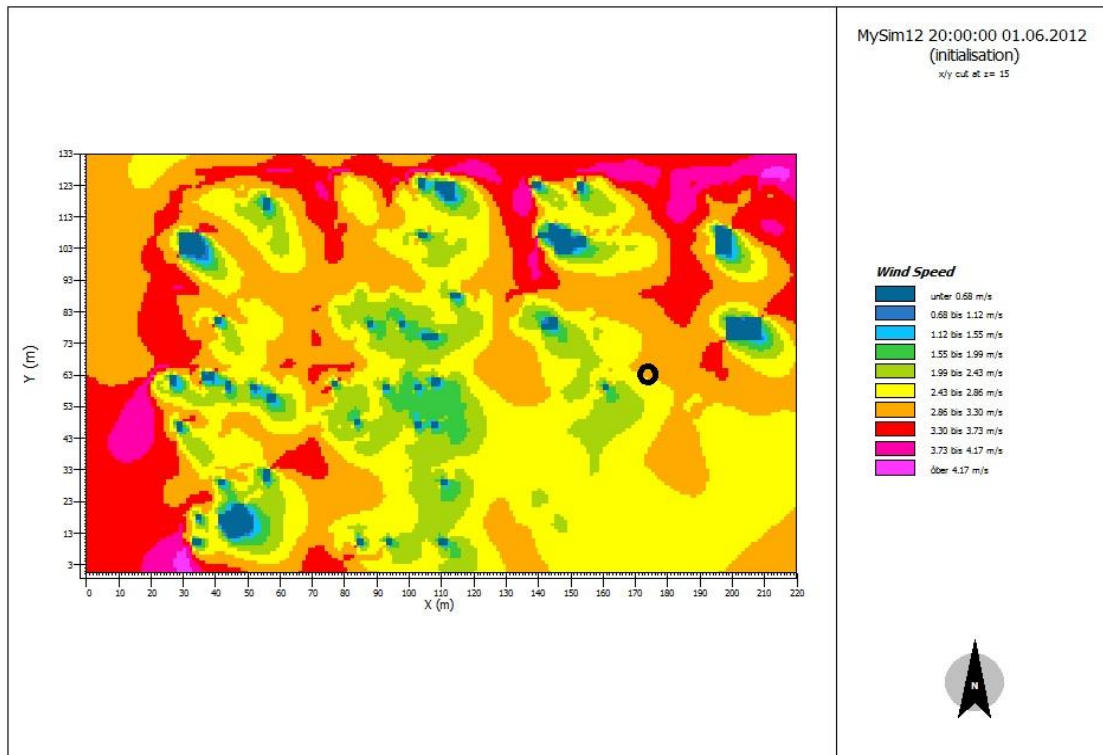 MySim12 20:00:00 01.06.2012
(initialisation)
x/y cut at z= 15
133
123
113
103
93
83
73
63
53
43
33
23
13
3
Y (m)
0 10 20 30 40 50 60 70 80 90 100 110 120 130 140 150 160 170 180 190 200 210 220
X (m)
Wind Speed
unter 0.68 m/s
0.68 bis 1.12 m/s
1.12 bis 1.55 m/s
1.55 bis 1.99 m/s
1.99 bis 2.43 m/s
2.43 bis 2.86 m/s
2.86 bis 3.30 m/s
3.30 bis 3.73 m/s
3.73 bis 4.17 m/s
öber 4.17 m/s
N